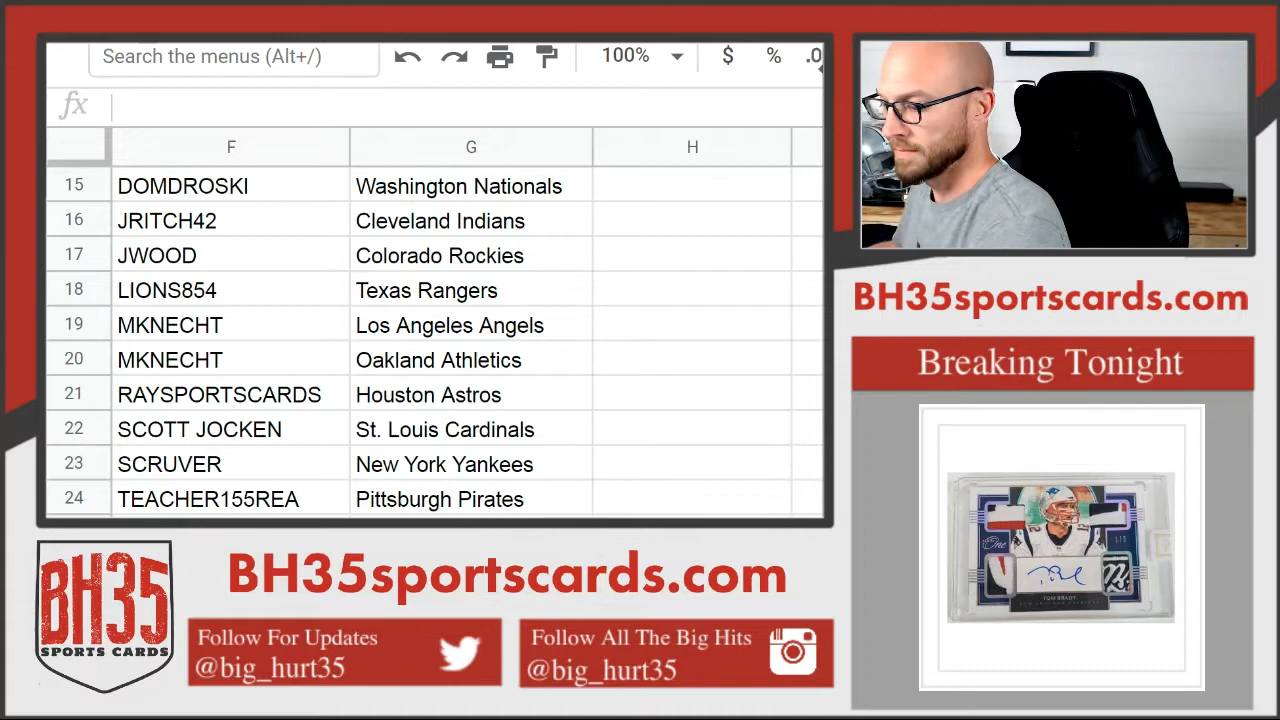 Search the menus (Alt+/)
100%
$
%
.0
fx
F G H
15 DOMDROSKI Washington Nationals
16 JRITCH42 Cleveland Indians
17 JWOOD Colorado Rockies
18 LIONS854 Texas Rangers
19 MKNECHT Los Angeles Angels
20 MKNECHT Oakland Athletics
21 RAYSPORTSCARDS Houston Astros
22 SCOTT JOCKEN St. Louis Cardinals
23 SCRUVER New York Yankees
24 TEACHER155REA Pittsburgh Pirates
BH35sportscards.com
Breaking Tonight
One
TOM BRADY
BH35
SPORTS CARDS
BH35sportscards.com
Follow For Updates
@big_hurt35
Follow All The Big Hits
@big_hurt35